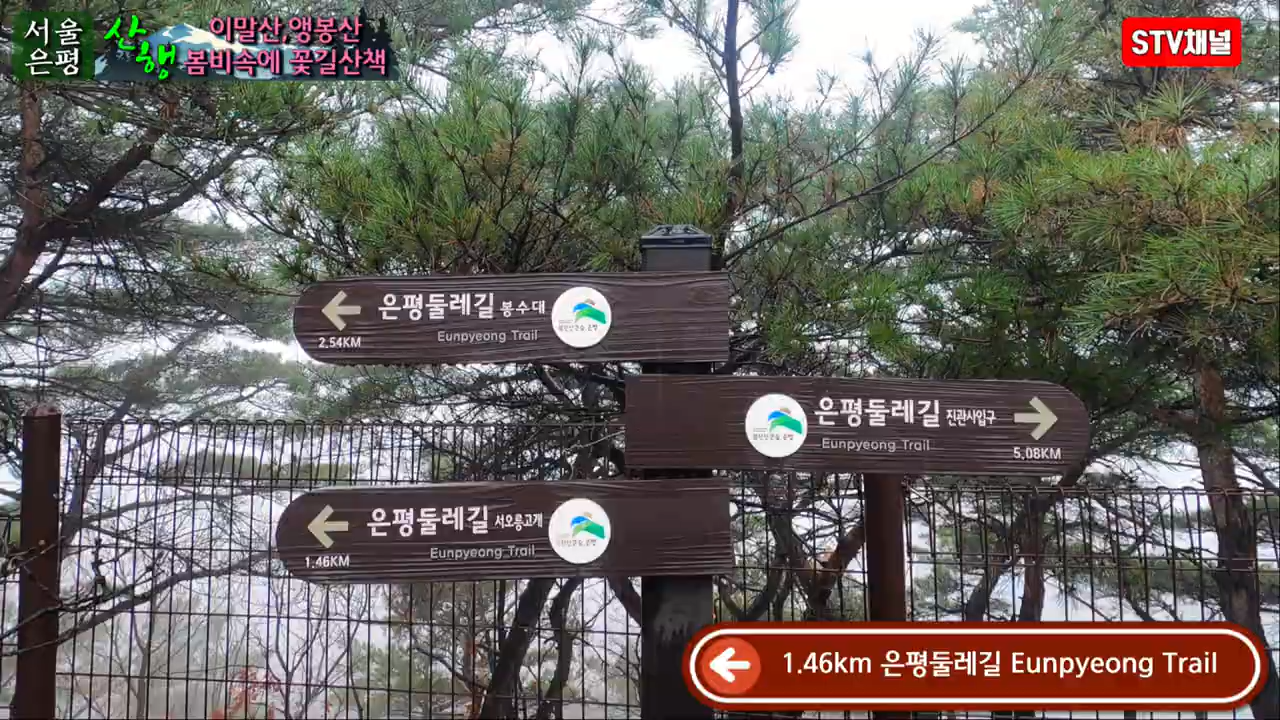 서울
은평
산행
이말산,앵봉산
봄비속에 꽃길산책
STV채널
은평둘레길 봉수대
Eunpyeong Trail
2.54KM
은평둘레길 진관사입구
Eunpyeong Trail
5.08KM
은평둘레길 서오릉고개
Eunpyeong Trail
1.46KM
1.46km 은평둘레길 Eunpyeong Trail